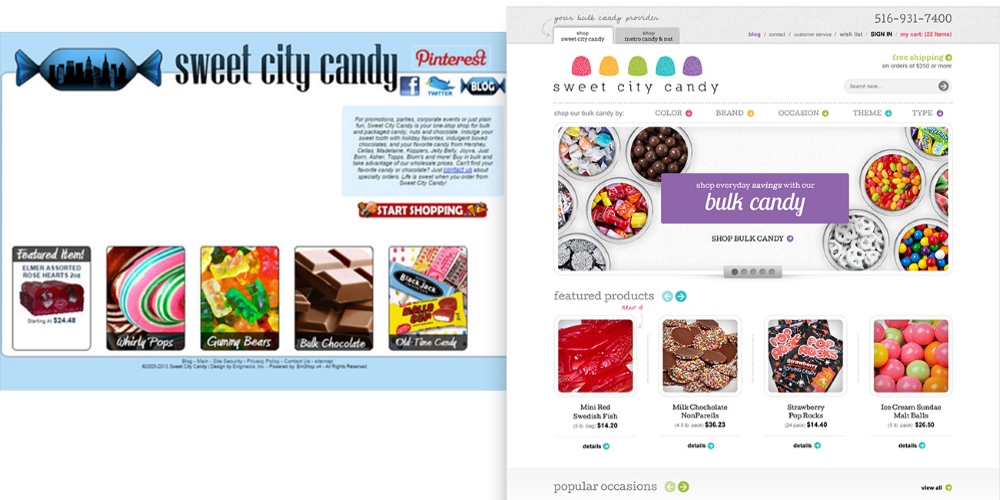 sweet city candy
Pinterest
TWITTER
BLOG
For promotions, parties, corporate events or just plain
fun, Sweet City Candy is your one-stop shop for bulk
and packaged candy, nuts and chocolate. Indulge your
sweet tooth with holiday favorites, indulgent boxed
chocolates, and your favorite candy from Hershey,
Cellas, Madelaine, Koppers, Jelly Belly, Joyva, Just
Born, Asher, Topps, Blum's and more! Buy in bulk and
take advantage of our wholesale prices. Can't find your
favorite candy or chocolate? Just contact us about
specialty orders. Life is sweet when you order from
Sweet City Candy!
START SHOPPING.
Featured Item!
ELMER ASSORTED
ROSE HEARTS 2oz
Starting At $24.48
Whirly Pops
Gummy Bears
Bulk Chocolate
Black Jack
Old-Time Candy
Blog - Main - Site Security - Privacy Policy - Contact Us - sitemap
©2003-2013 Sweet City Candy | Design by Enigmedia, Inc. - Powered by: EmShop v4 - All Rights Reserved
your bulk candy provider
516-931-7400
shop
sweet city candy
shop
metro candy & nut
blog / contact / customer service / wish list / SIGN IN / my cart: (22 items)
sweet city candy
free shipping
on orders of $250 or more
Search here...
shop our bulk candy by:
COLOR
BRAND
OCCASION
THEME
TYPE
shop everyday savings with our
bulk candy
SHOP BULK CANDY
featured products
new it
POP ROCKS
Strawberry
POPPING CANDY
Mini Red
Swedish Fish
(5 lb. bag) $14.20
details
Milk Chocholate
NonPareils
(4.5 lb. pack) $36.23
details
Strawberry
Pop Rocks
(24 pack) $14.40
details
Ice Cream Sundae
Malt Balls
(5 pack) $26.50
details
popular occasions
view all